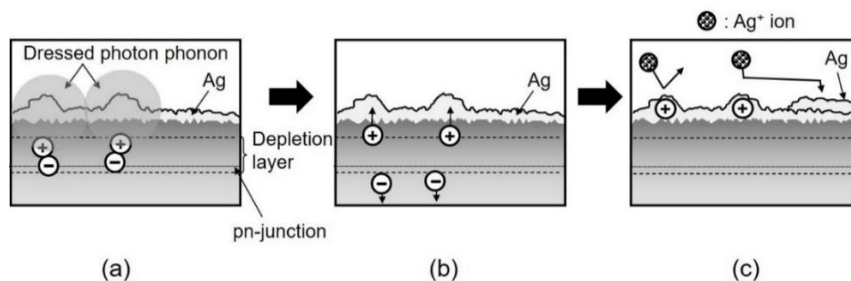 Dressed photon phonon
Ag
+
+
−
−
Depletion
layer
pn-junction
(a)
Ag
+
+
−
−
(b)
: Ag⁺ ion
Ag
+
+
(c)